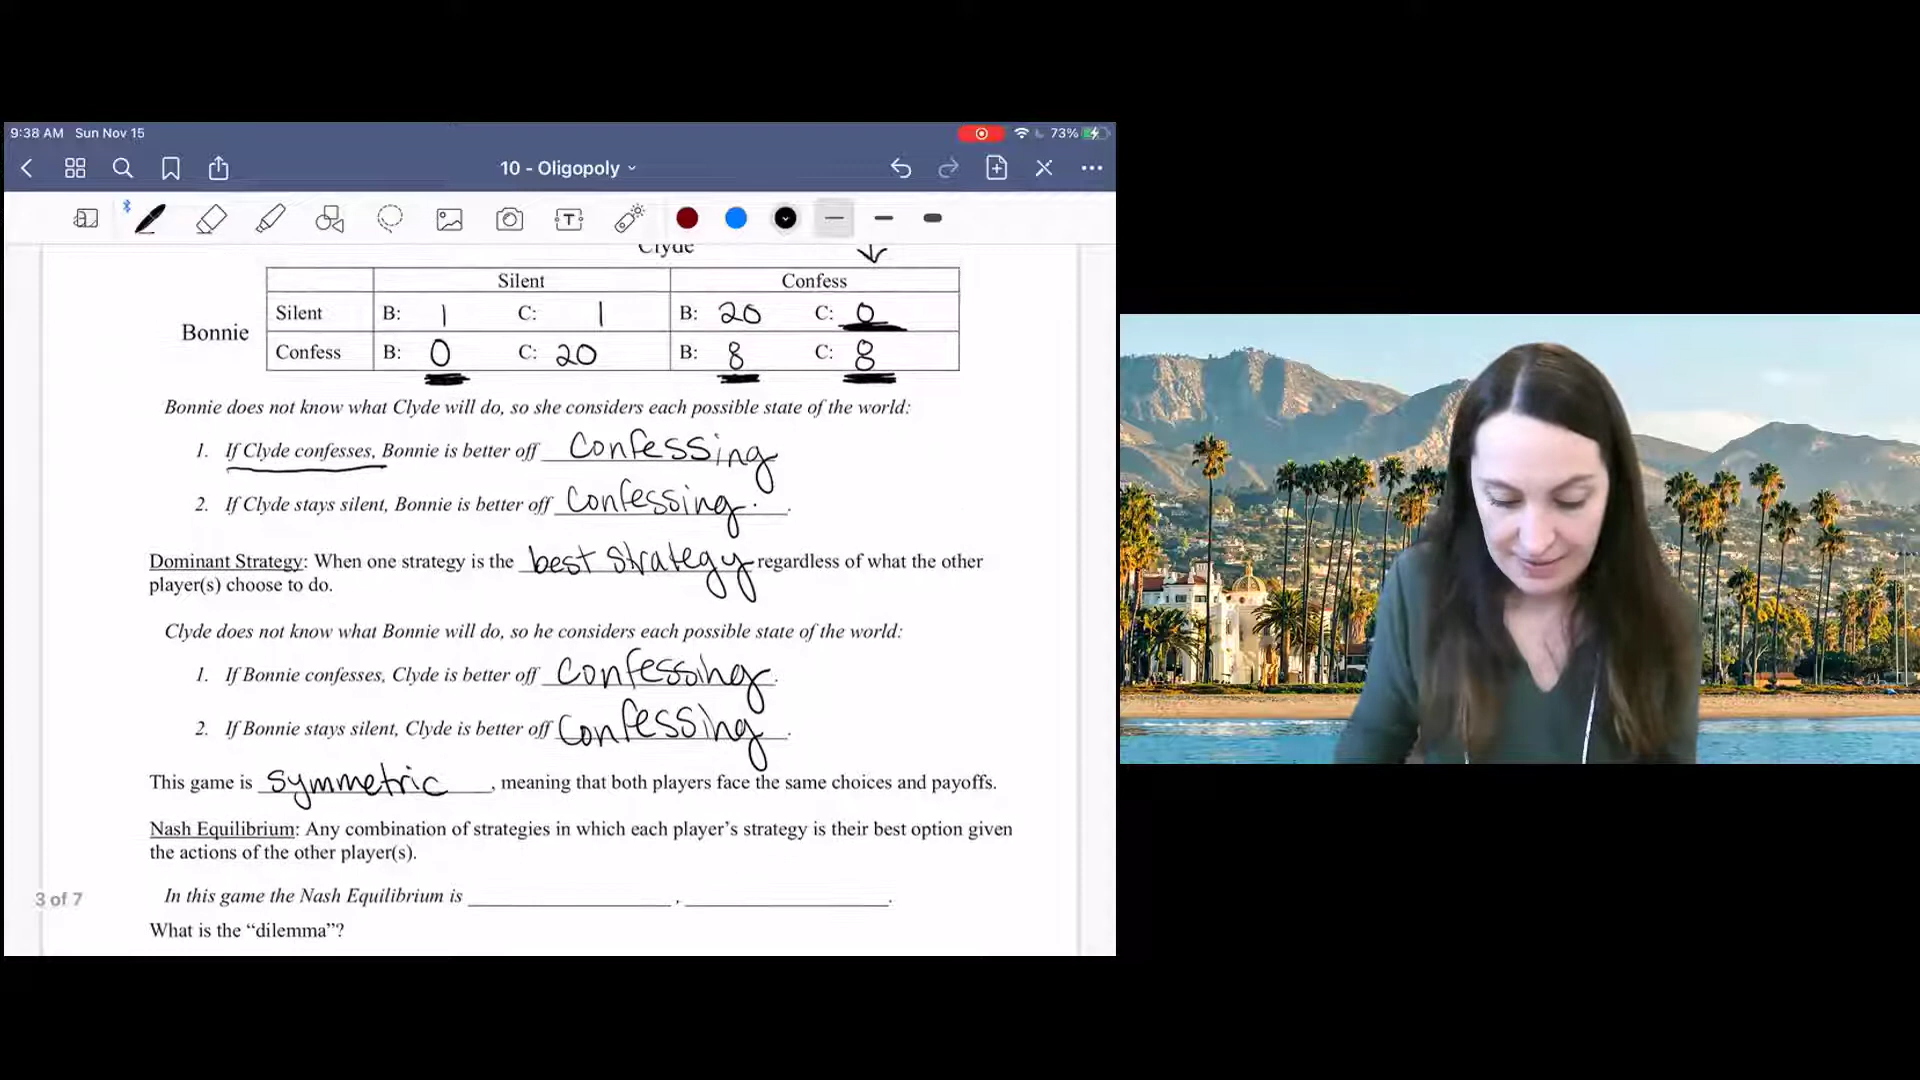 9:38 AM Sun Nov 15 73%
10 - Oligopoly
Clyde
Silent Confess
Silent B: 1 C: 1 B: 20 C: 0
Bonnie
Confess B: 0 C: 20 B: 8 C: 8
Bonnie does not know what Clyde will do, so she considers each possible state of the world:
1. If Clyde confesses, Bonnie is better off confessing
2. If Clyde stays silent, Bonnie is better off confessing.
Dominant Strategy: When one strategy is the best strategy regardless of what the other
player(s) choose to do.
Clyde does not know what Bonnie will do, so he considers each possible state of the world:
1. If Bonnie confesses, Clyde is better off confessing.
2. If Bonnie stays silent, Clyde is better off confessing.
This game is symmetric, meaning that both players face the same choices and payoffs.
Nash Equilibrium: Any combination of strategies in which each player's strategy is their best option given
the actions of the other player(s).
In this game the Nash Equilibrium is ____________________, ____________________.
3 of 7
What is the “dilemma”?